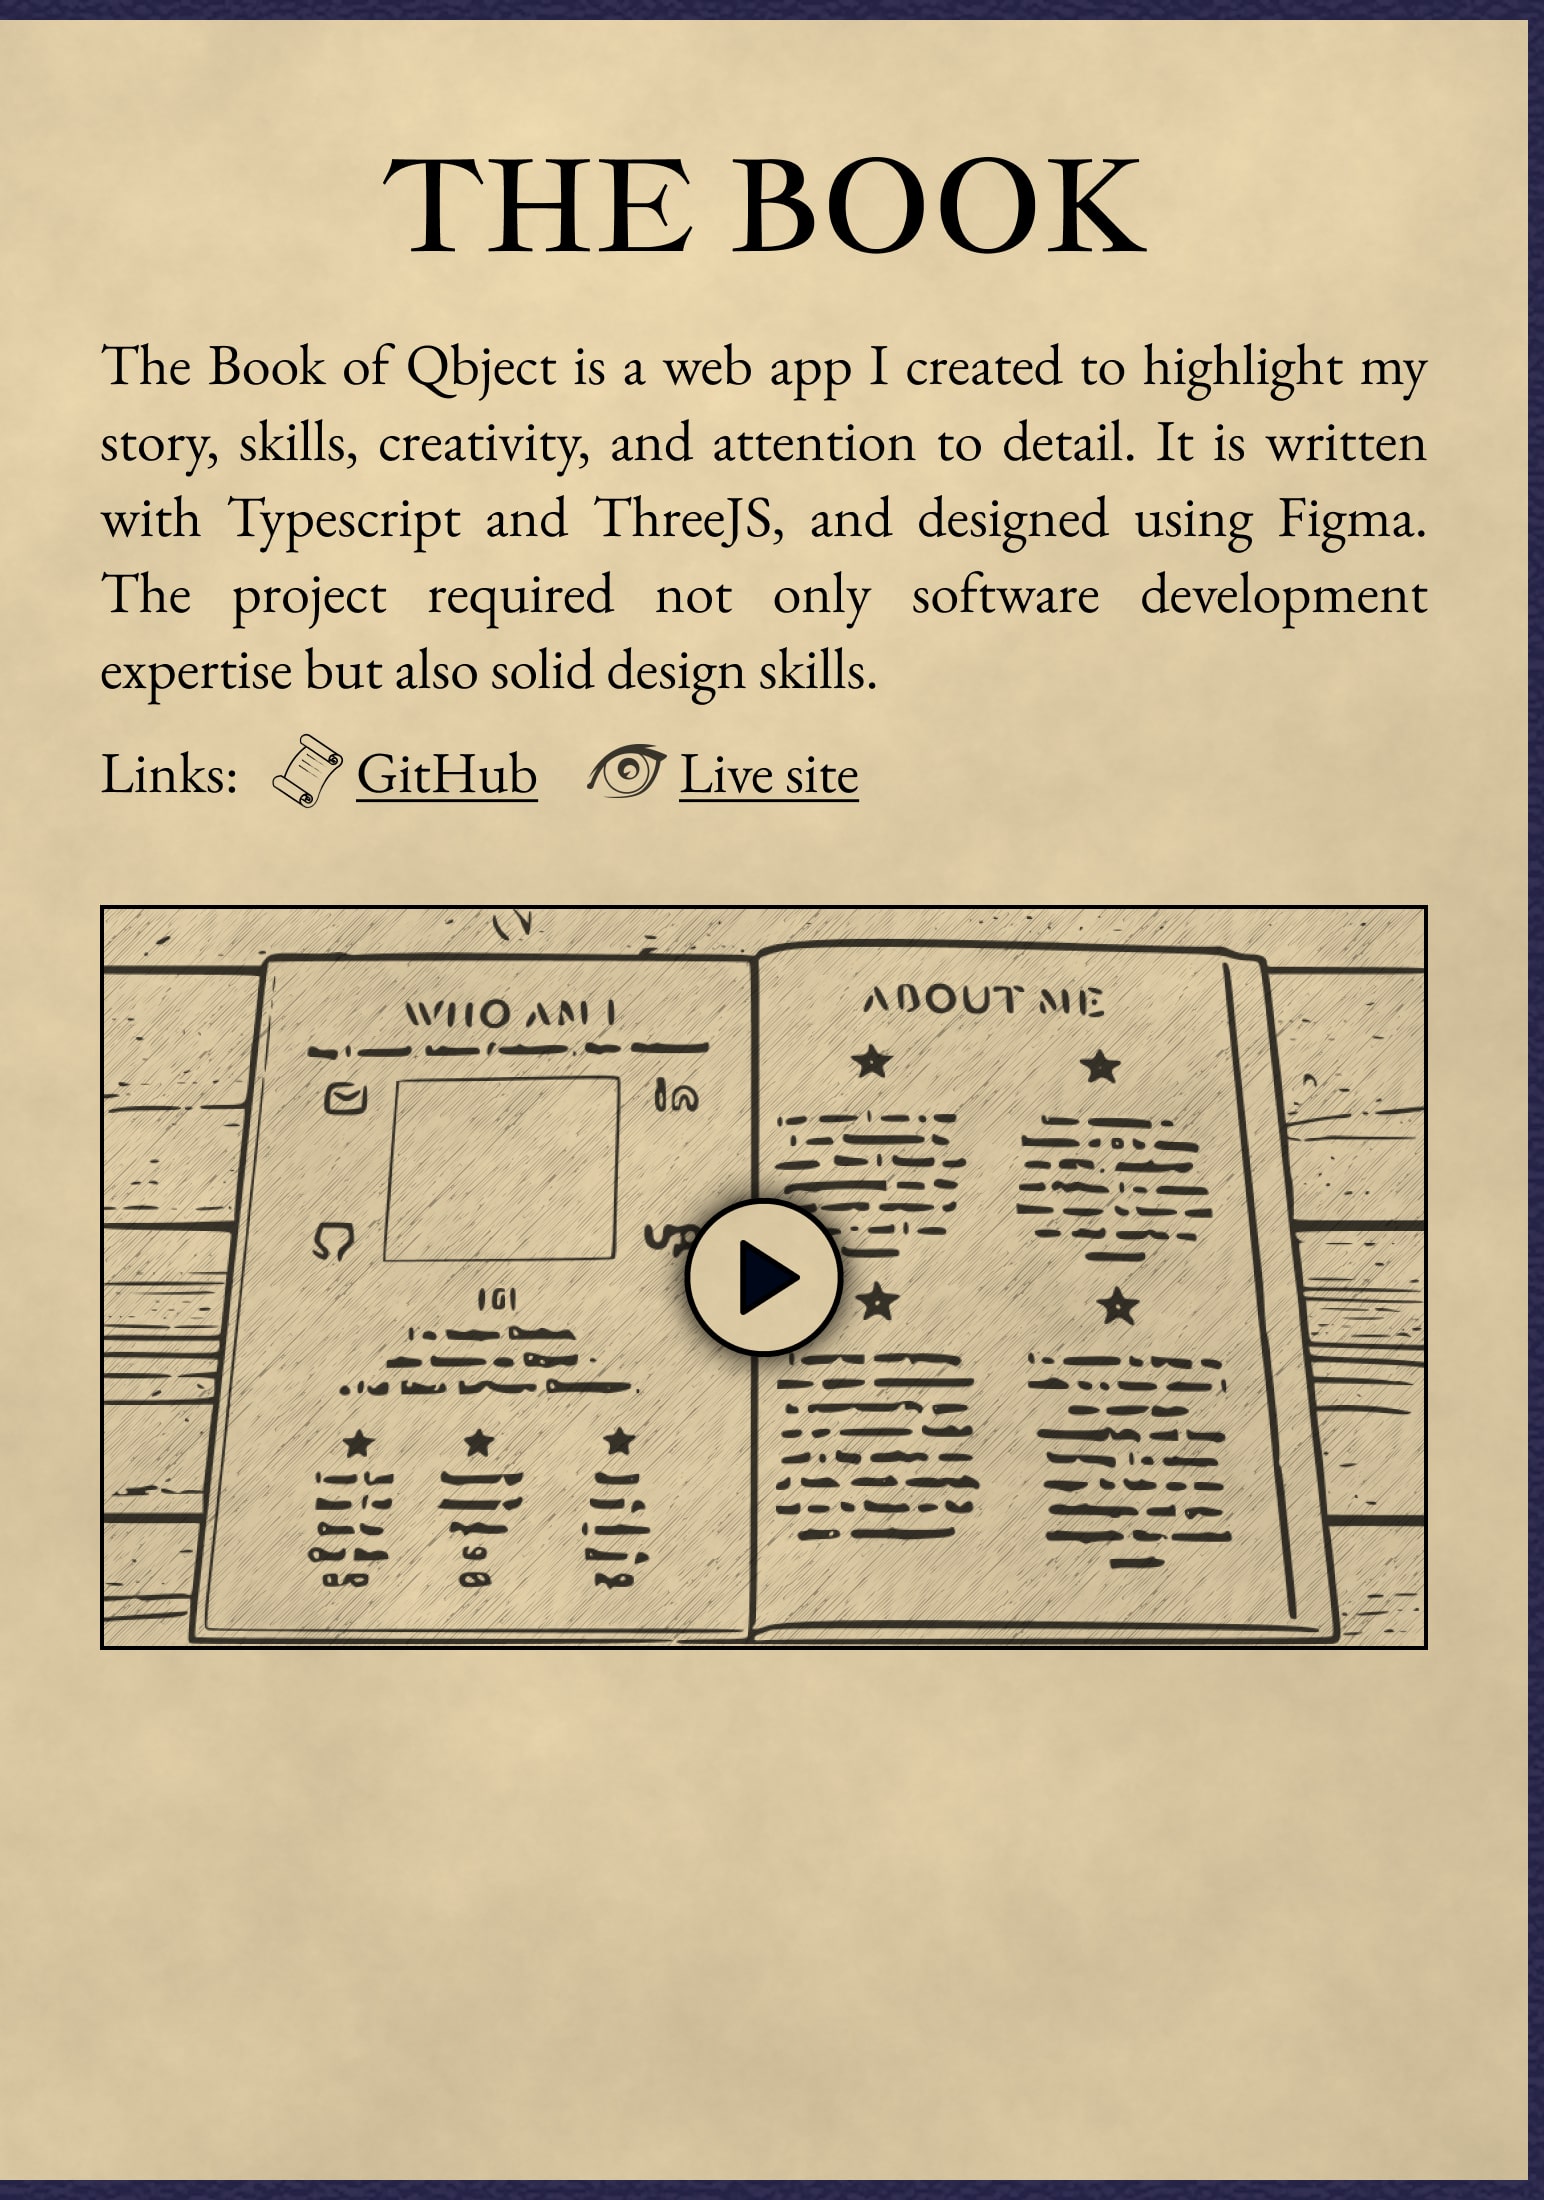 THE BOOK
The Book of Qbject is a web app I created to highlight my
story, skills, creativity, and attention to detail. It is written
with Typescript and ThreeJS, and designed using Figma.
The project required not only software development
expertise but also solid design skills.
Links: GitHub Live site
WHO AM I
ABOUT ME